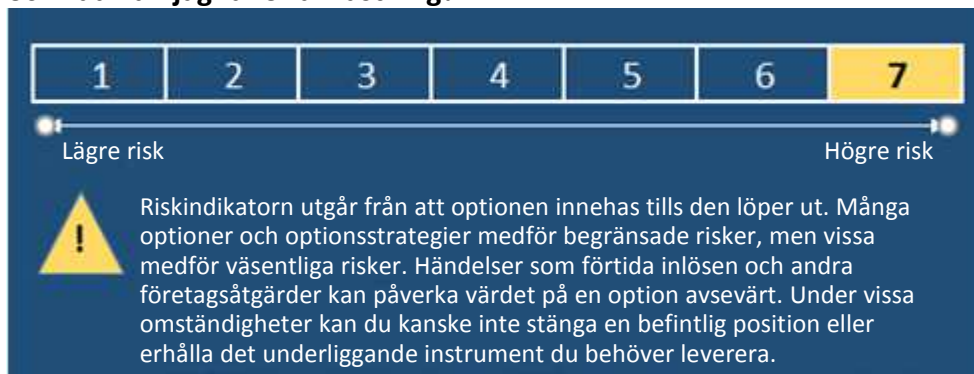 1 2 3 4 5 6 7
Lägre risk Högre risk
!
Riskindikatorn utgår från att optionen innehas tills den löper ut. Många
optioner och optionsstrategier medför begränsade risker, men vissa
medför väsentliga risker. Händelser som förtida inlösen och andra
företagsåtgärder kan påverka värdet på en option avsevärt. Under vissa
omständigheter kan du kanske inte stänga en befintlig position eller
erhålla det underliggande instrument du behöver leverera.